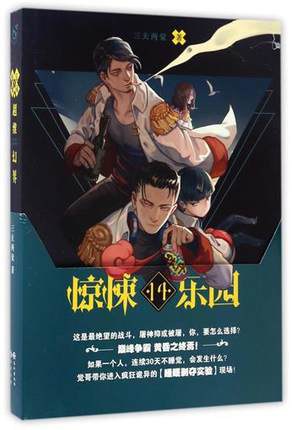 三天两觉
惊悚14乐园
这是最绝望的战斗,屠神抑或被屠,你,要怎么选择?
巅峰争霸 黄昏之终焉!
如果一个人,连续30天不睡觉,会发生什么?
觉哥带你进入疯狂诡异的【睡眠剥夺实验】现场!